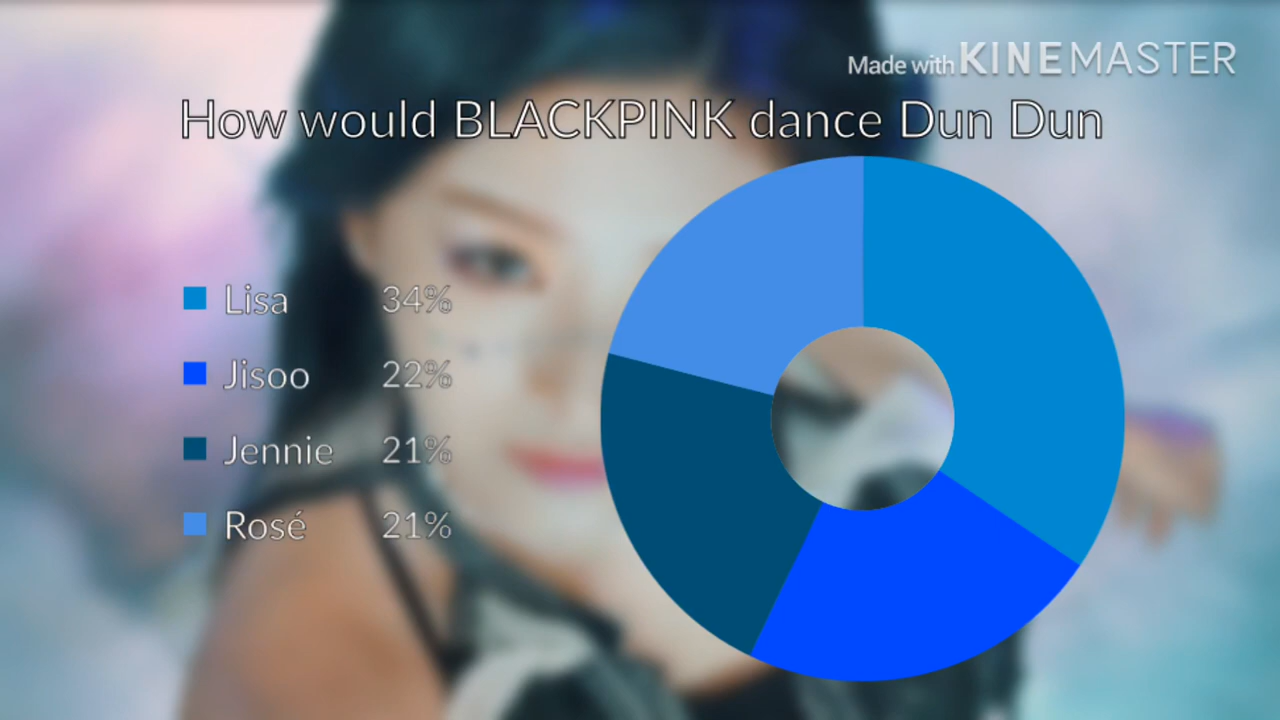 Made with KINEMASTER
How would BLACKPINK dance Dun Dun
Lisa 34%
Jisoo 22%
Jennie 21%
Rosé 21%